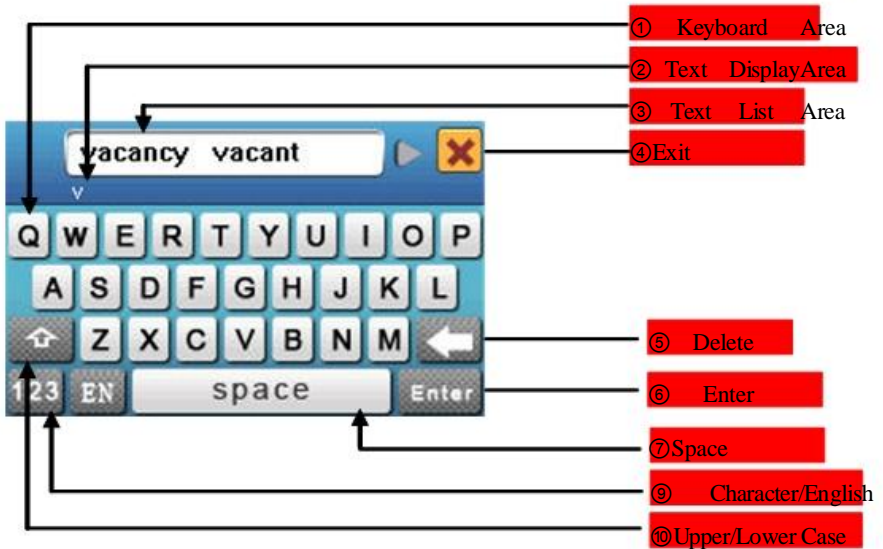 ① Keyboard Area
② Text DisplayArea
③ Text List Area
vacancy vacant
④Exit
v
Q W E R T Y U I O P
A S D F G H J K L
Z X C V B N M
⑤ Delete
123 EN space Enter
⑥ Enter
⑦Space
⑨ Character/English
⑩Upper/Lower Case